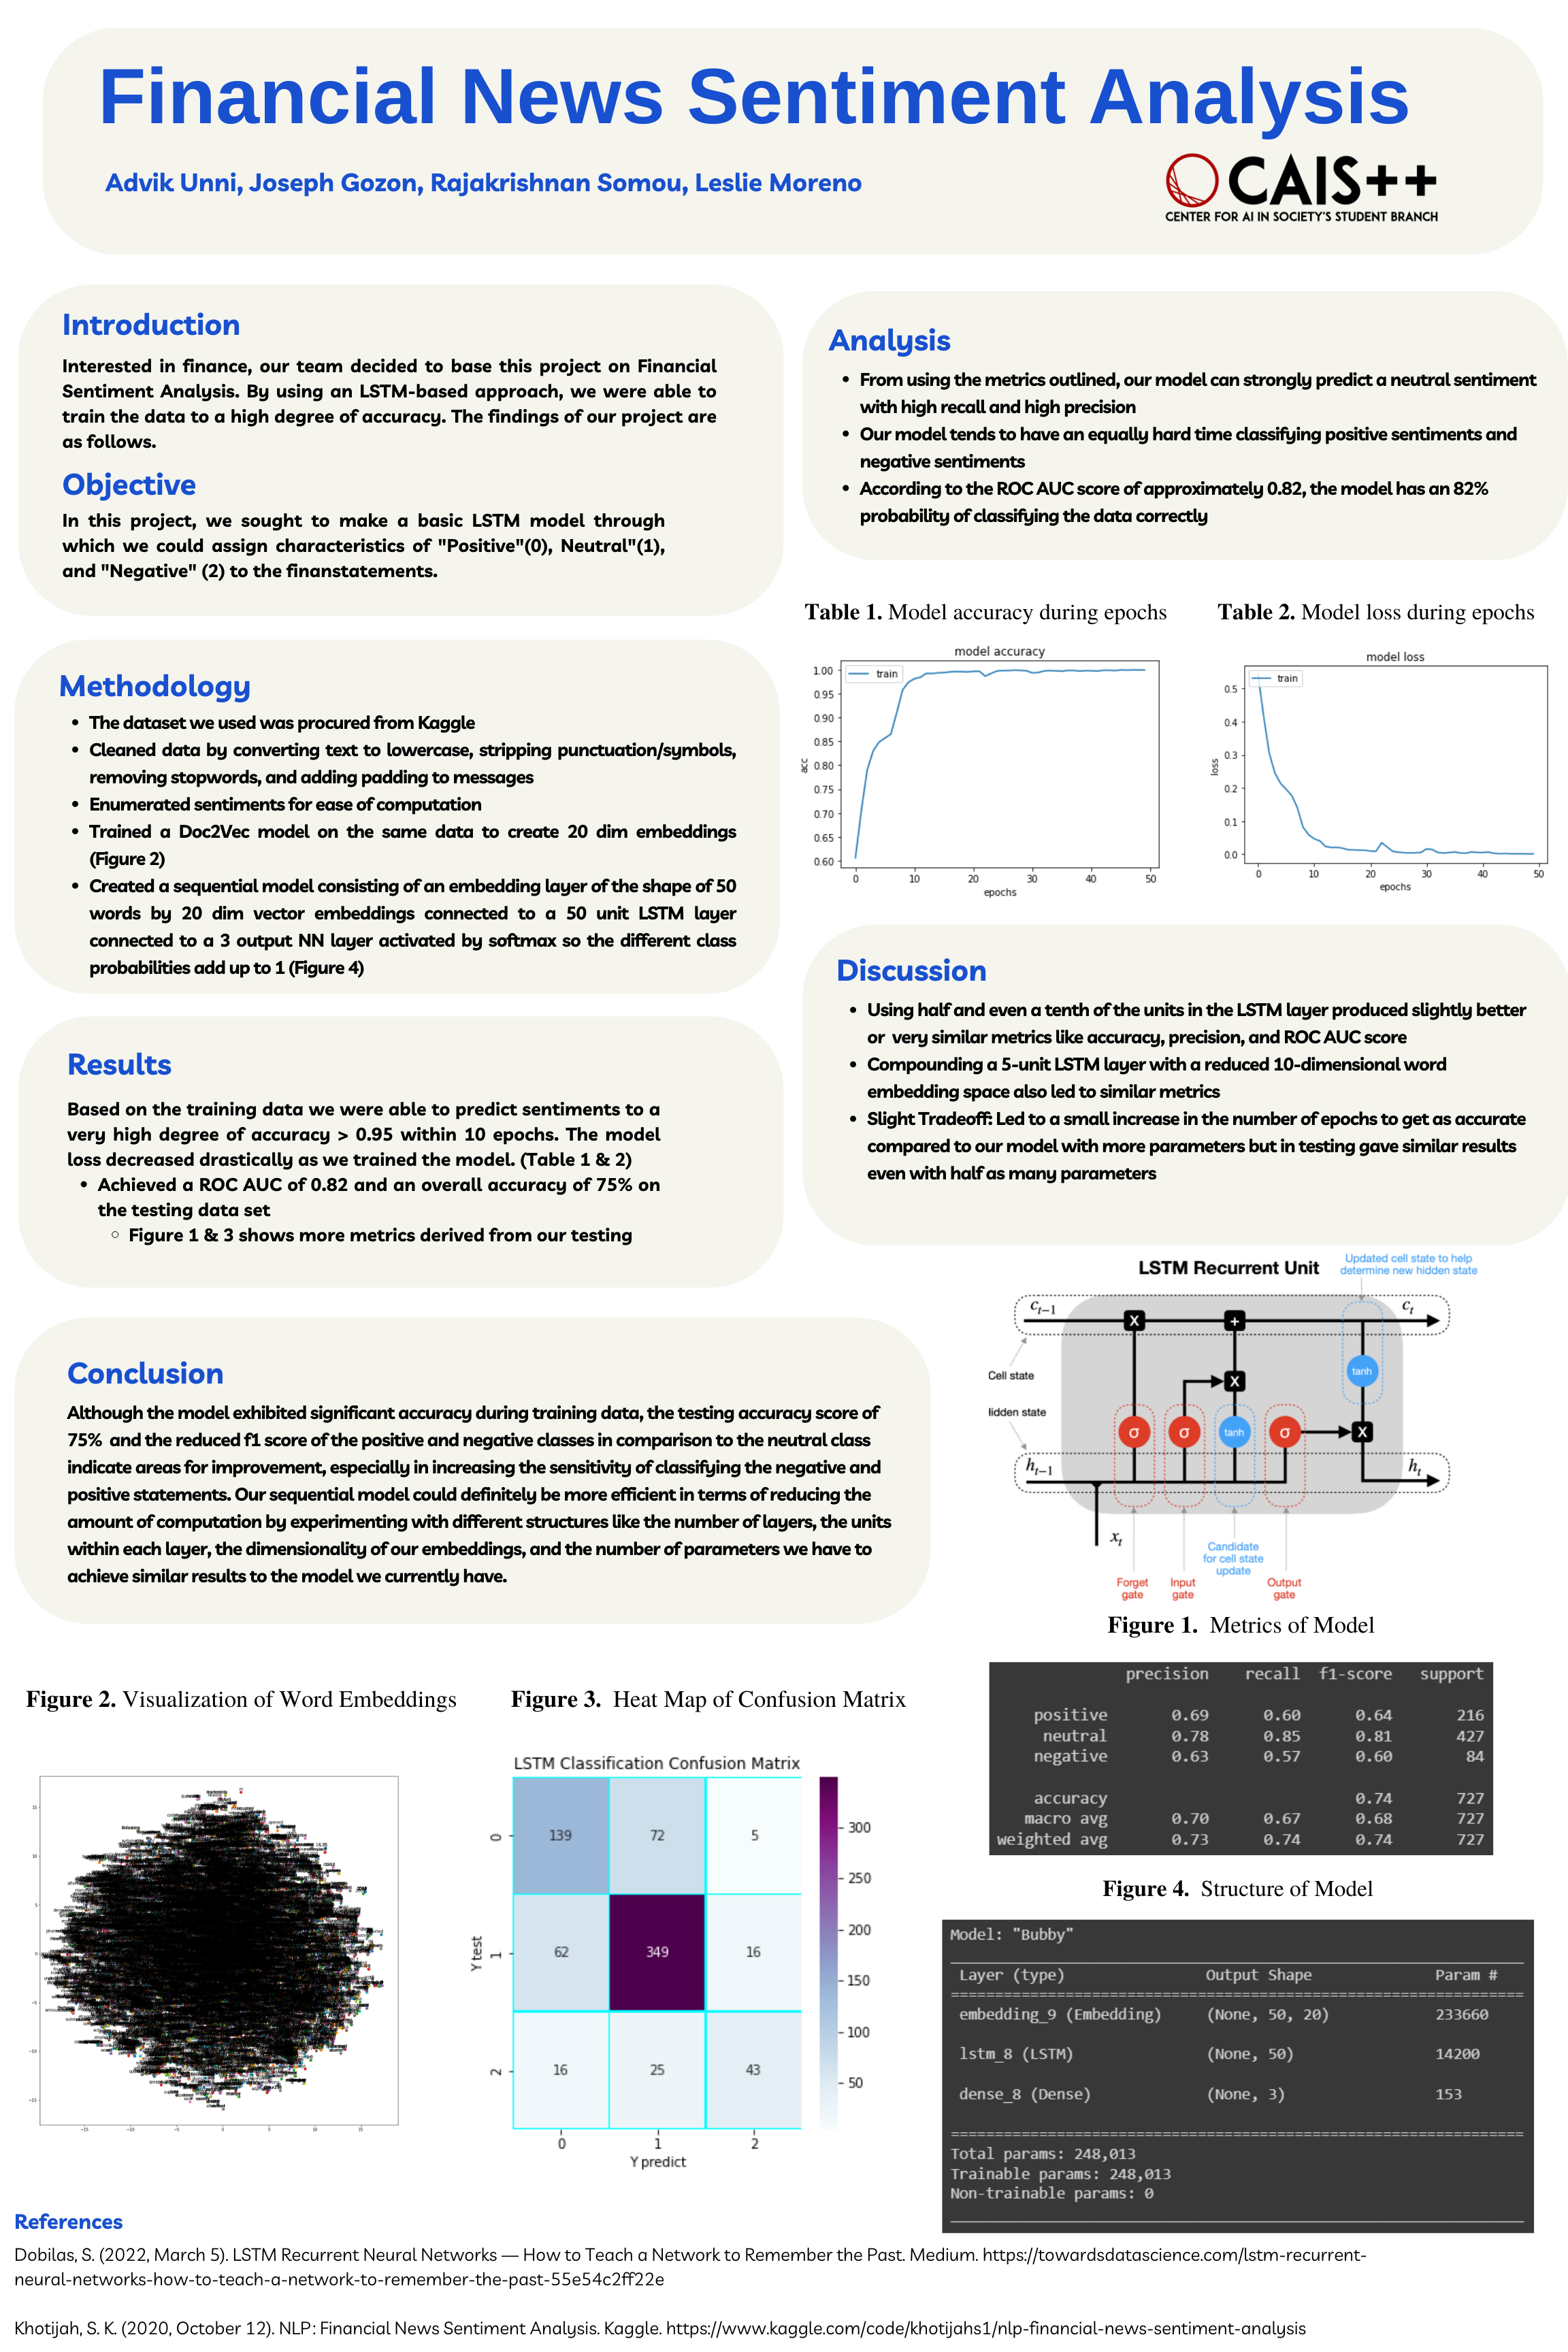 Financial News Sentiment Analysis
Advik Unni, Joseph Gozon, Rajakrishnan Somou, Leslie Moreno
CAIS++
CENTER FOR AI IN SOCIETY'S STUDENT BRANCH
Introduction
Interested in finance, our team decided to base this project on Financial
Sentiment Analysis. By using an LSTM-based approach, we were able to
train the data to a high degree of accuracy. The findings of our project are
as follows.
Objective
In this project, we sought to make a basic LSTM model through
which we could assign characteristics of "Positive"(0), Neutral"(1),
and "Negative" (2) to the finanstatements.
Methodology
• The dataset we used was procured from Kaggle
• Cleaned data by converting text to lowercase, stripping punctuation/symbols,
removing stopwords, and adding padding to messages
• Enumerated sentiments for ease of computation
• Trained a Doc2Vec model on the same data to create 20 dim embeddings
(Figure 2)
• Created a sequential model consisting of an embedding layer of the shape of 50
words by 20 dim vector embeddings connected to a 50 unit LSTM layer
connected to a 3 output NN layer activated by softmax so the different class
probabilities add up to 1 (Figure 4)
Results
Based on the training data we were able to predict sentiments to a
very high degree of accuracy > 0.95 within 10 epochs. The model
loss decreased drastically as we trained the model. (Table 1 & 2)
• Achieved a ROC AUC of 0.82 and an overall accuracy of 75% on
the testing data set
○ Figure 1 & 3 shows more metrics derived from our testing
Conclusion
Although the model exhibited significant accuracy during training data, the testing accuracy score of
75% and the reduced f1 score of the positive and negative classes in comparison to the neutral class
indicate areas for improvement, especially in increasing the sensitivity of classifying the negative and
positive statements. Our sequential model could definitely be more efficient in terms of reducing the
amount of computation by experimenting with different structures like the number of layers, the units
within each layer, the dimensionality of our embeddings, and the number of parameters we have to
achieve similar results to the model we currently have.
Analysis
• From using the metrics outlined, our model can strongly predict a neutral sentiment
with high recall and high precision
• Our model tends to have an equally hard time classifying positive sentiments and
negative sentiments
• According to the ROC AUC score of approximately 0.82, the model has an 82%
probability of classifying the data correctly
Table 1. Model accuracy during epochs
model accuracy
train
acc
1.00
0.95
0.90
0.85
0.80
0.75
0.70
0.65
0.60
0 10 20 30 40 50
epochs
Table 2. Model loss during epochs
model loss
train
loss
0.5
0.4
0.3
0.2
0.1
0.0
0 10 20 30 40 50
epochs
Discussion
• Using half and even a tenth of the units in the LSTM layer produced slightly better
or very similar metrics like accuracy, precision, and ROC AUC score
• Compounding a 5-unit LSTM layer with a reduced 10-dimensional word
embedding space also led to similar metrics
• Slight Tradeoff: Led to a small increase in the number of epochs to get as accurate
compared to our model with more parameters but in testing gave similar results
even with half as many parameters
LSTM Recurrent Unit
Updated cell state to help
determine new hidden state
c t-1
c t
X
+
X
tanh
Cell state
lidden state
σ σ tanh σ X
h t-1
h t
x t
Candidate
for cell state
update
Forget
gate
Input
gate
Output
gate
Figure 1. Metrics of Model
precision recall f1-score support
positive 0.69 0.60 0.64 216
neutral 0.78 0.85 0.81 427
negative 0.63 0.57 0.60 84
accuracy 0.74 727
macro avg 0.70 0.67 0.68 727
weighted avg 0.73 0.74 0.74 727
Figure 2. Visualization of Word Embeddings
15
10
5
0
−5
−10
−15
−15 −10 −5 0 5 10 15
Figure 3. Heat Map of Confusion Matrix
LSTM Classification Confusion Matrix
0 139 72 5
1 62 349 16
2 16 25 43
0 1 2
Y test
Y predict
300
250
200
150
100
50
Figure 4. Structure of Model
Model: "Bubby"
Layer (type) Output Shape Param #
embedding_9 (Embedding) (None, 50, 20) 233660
lstm_8 (LSTM) (None, 50) 14200
dense_8 (Dense) (None, 3) 153
Total params: 248,013
Trainable params: 248,013
Non-trainable params: 0
References
Dobilas, S. (2022, March 5). LSTM Recurrent Neural Networks — How to Teach a Network to Remember the Past. Medium. https://towardsdatascience.com/lstm-recurrent-
neural-networks-how-to-teach-a-network-to-remember-the-past-55e54c2ff22e
Khotijah, S. K. (2020, October 12). NLP: Financial News Sentiment Analysis. Kaggle. https://www.kaggle.com/code/khotijahs1/nlp-financial-news-sentiment-analysis